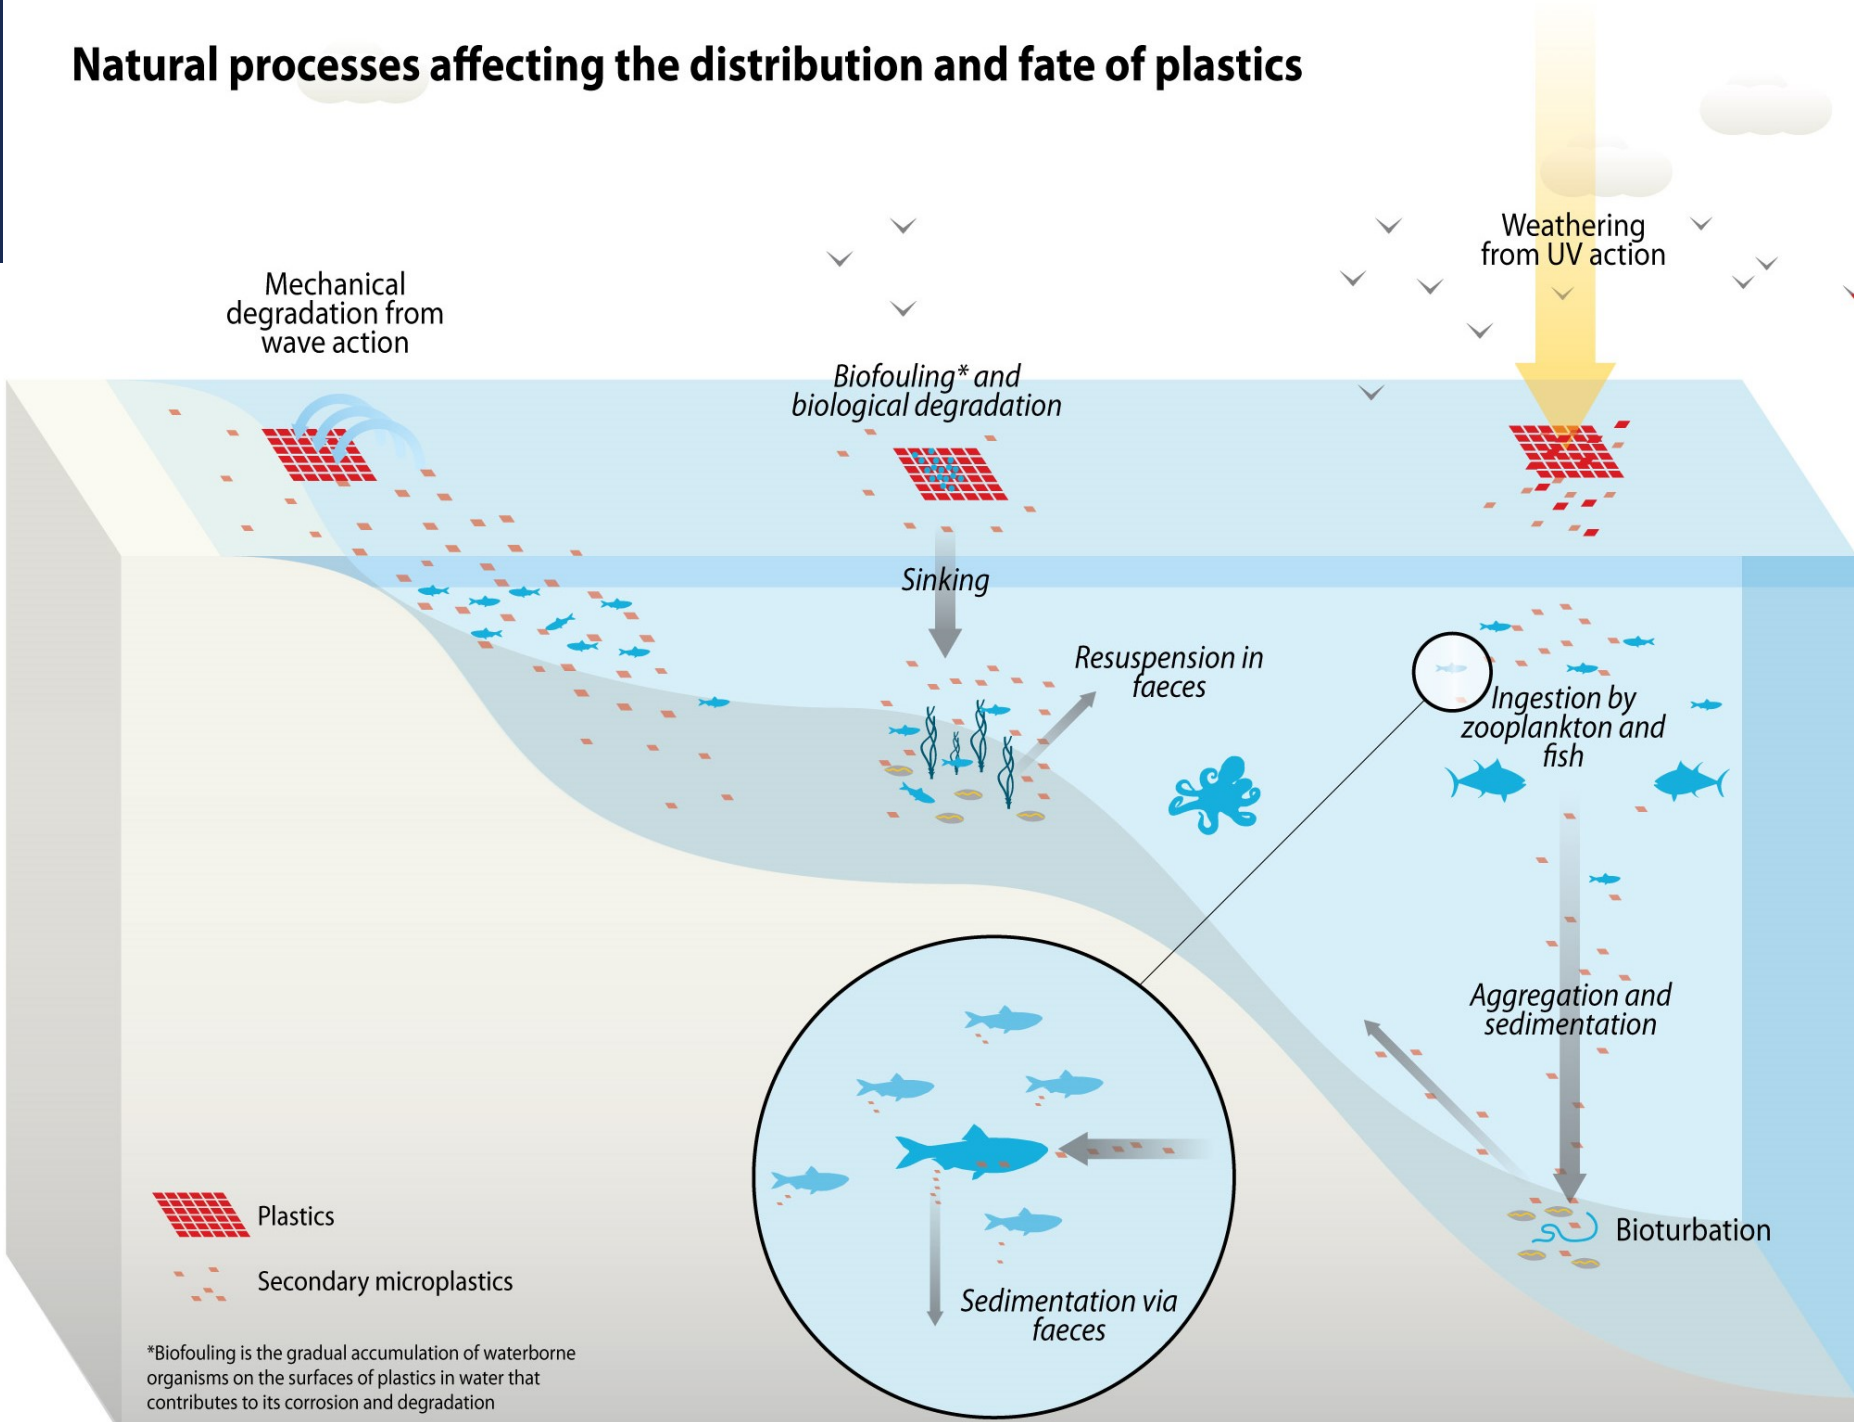 Natural processes affecting the distribution and fate of plastics
Weathering
from UV action
Mechanical
degradation from
wave action
Biofouling* and
biological degradation
Sinking
Resuspension in
faeces
Ingestion by
zooplankton and
fish
Aggregation and
sedimentation
Bioturbation
Sedimentation via
faeces
Plastics
Secondary microplastics
*Biofouling is the gradual accumulation of waterborne
organisms on the surfaces of plastics in water that
contributes to its corrosion and degradation